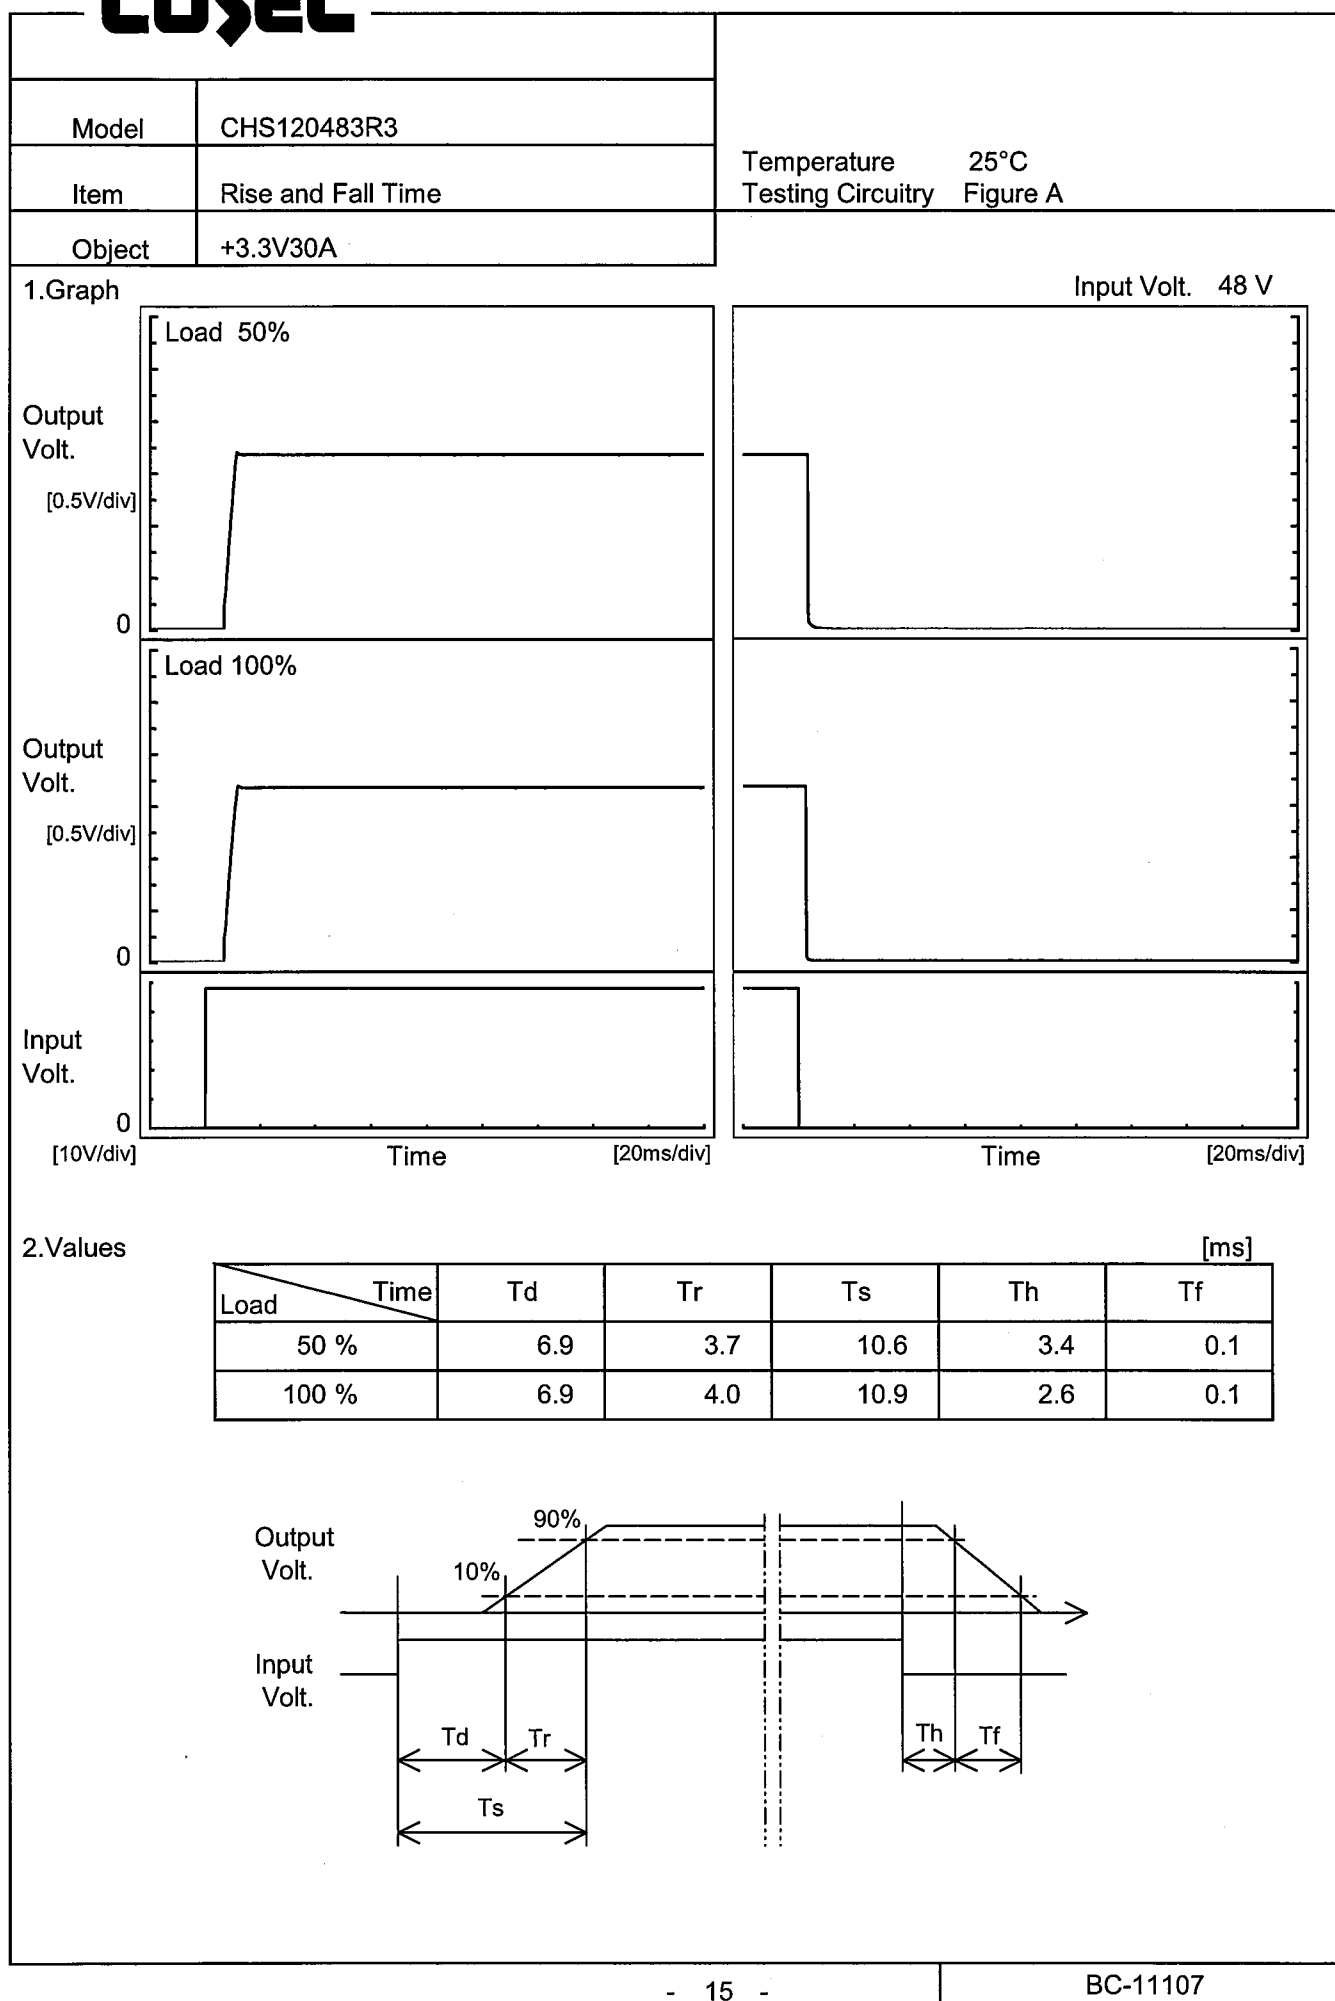 COSEL
Model CHS120483R3
Item Rise and Fall Time
Temperature 25°C
Testing Circuitry Figure A
Object +3.3V30A
1.Graph
Input Volt. 48 V
Load 50%
Output
Volt.
[0.5V/div]
0
Load 100%
Output
Volt.
[0.5V/div]
0
Input
Volt.
0
[10V/div] Time [20ms/div] Time [20ms/div]
2.Values [ms]
Time
Load Td Tr Ts Th Tf
50 % 6.9 3.7 10.6 3.4 0.1
100 % 6.9 4.0 10.9 2.6 0.1
90%
Output
Volt.
10%
Input
Volt.
Td Tr Th Tf
Ts
- 15 -
BC-11107